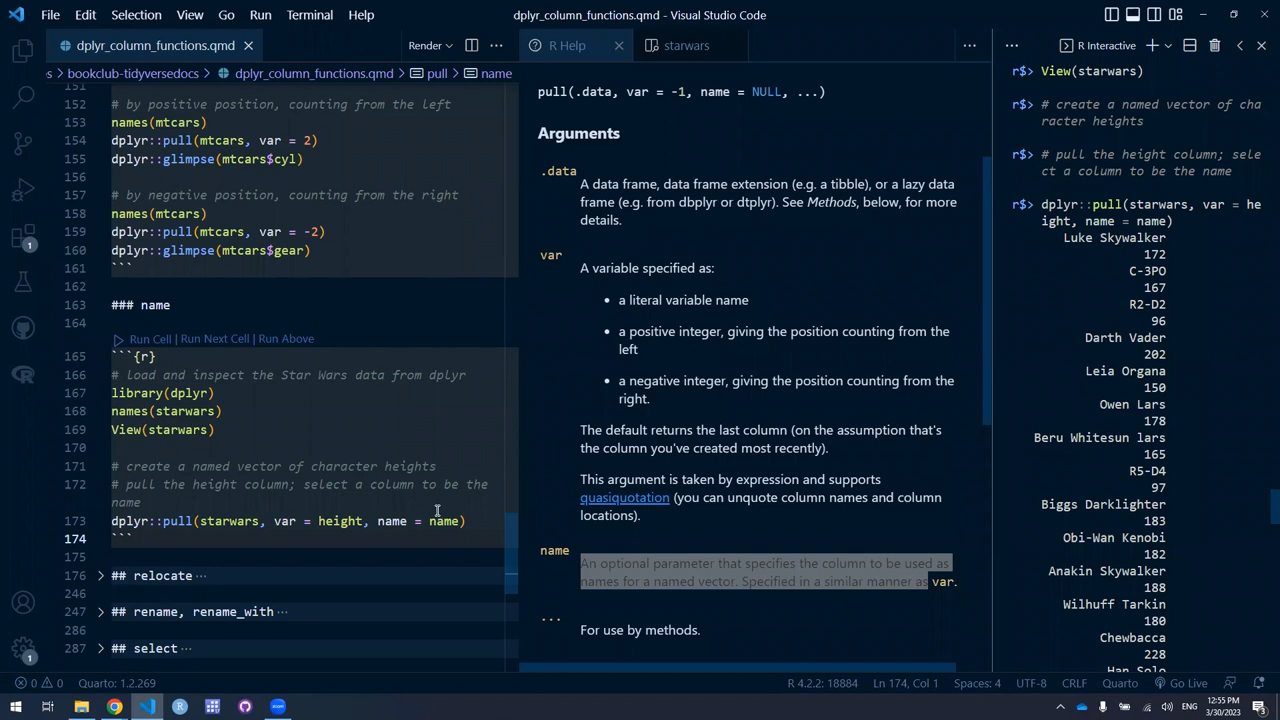 File Edit Selection View Go Run Terminal Help
dplyr_column_functions.qmd - Visual Studio Code
dplyr_column_functions.qmd
Render
R Help
starwars
R Interactive
s > bookclub-tidyversedocs > dplyr_column_functions.qmd > pull > name
151
152 # by positive position, counting from the left
153 names(mtcars)
154 dplyr::pull(mtcars, var = 2)
155 dplyr::glimpse(mtcars$cyl)
156
157 # by negative position, counting from the right
158 names(mtcars)
159 dplyr::pull(mtcars, var = -2)
160 dplyr::glimpse(mtcars$gear)
161 ```
162
163 ### name
164
Run Cell | Run Next Cell | Run Above
165 ```{r}
166 # load and inspect the Star Wars data from dplyr
167 library(dplyr)
168 names(starwars)
169 View(starwars)
170
171 # create a named vector of character heights
172 # pull the height column; select a column to be the
name
173 dplyr::pull(starwars, var = height, name = name)
174 ```
175
176 ## relocate ...
246
247 ## rename, rename_with ...
286
287 ## select ...
pull(.data, var = -1, name = NULL, ...)
Arguments
.data
A data frame, data frame extension (e.g. a tibble), or a lazy data
frame (e.g. from dbplyr or dtplyr). See Methods, below, for more
details.
var
A variable specified as:
• a literal variable name
• a positive integer, giving the position counting from the
left
• a negative integer, giving the position counting from the
right.
The default returns the last column (on the assumption that's
the column you've created most recently).
This argument is taken by expression and supports
quasiquotation (you can unquote column names and column
locations).
name
An optional parameter that specifies the column to be used as
names for a named vector. Specified in a similar manner as var.
...
For use by methods.
r$> View(starwars)
r$> # create a named vector of cha
racter heights
r$> # pull the height column; sele
ct a column to be the name
r$> dplyr::pull(starwars, var = he
ight, name = name)
Luke Skywalker
172
C-3PO
167
R2-D2
96
Darth Vader
202
Leia Organa
150
Owen Lars
178
Beru Whitesun lars
165
R5-D4
97
Biggs Darklighter
183
Obi-Wan Kenobi
182
Anakin Skywalker
188
Wilhuff Tarkin
180
Chewbacca
228
Han Solo
1
1
0 0 Quarto: 1.2.269
R 4.2.2: 18884 Ln 174, Col 1 Spaces: 4 UTF-8 CRLF Quarto Go Live
zoom
ENG
12:55 PM
3/30/2023
3